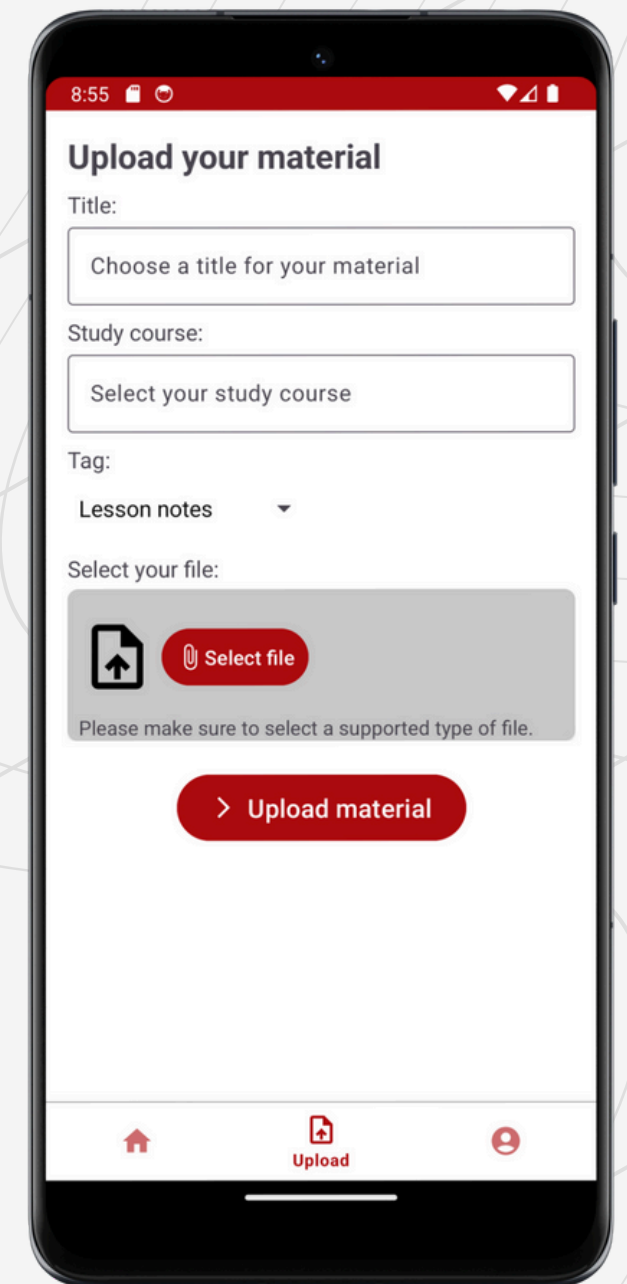 8:55
Upload your material
Title:
Choose a title for your material
Study course:
Select your study course
Tag:
Lesson notes
Select your file:
Select file
Please make sure to select a supported type of file.
Upload material
Upload